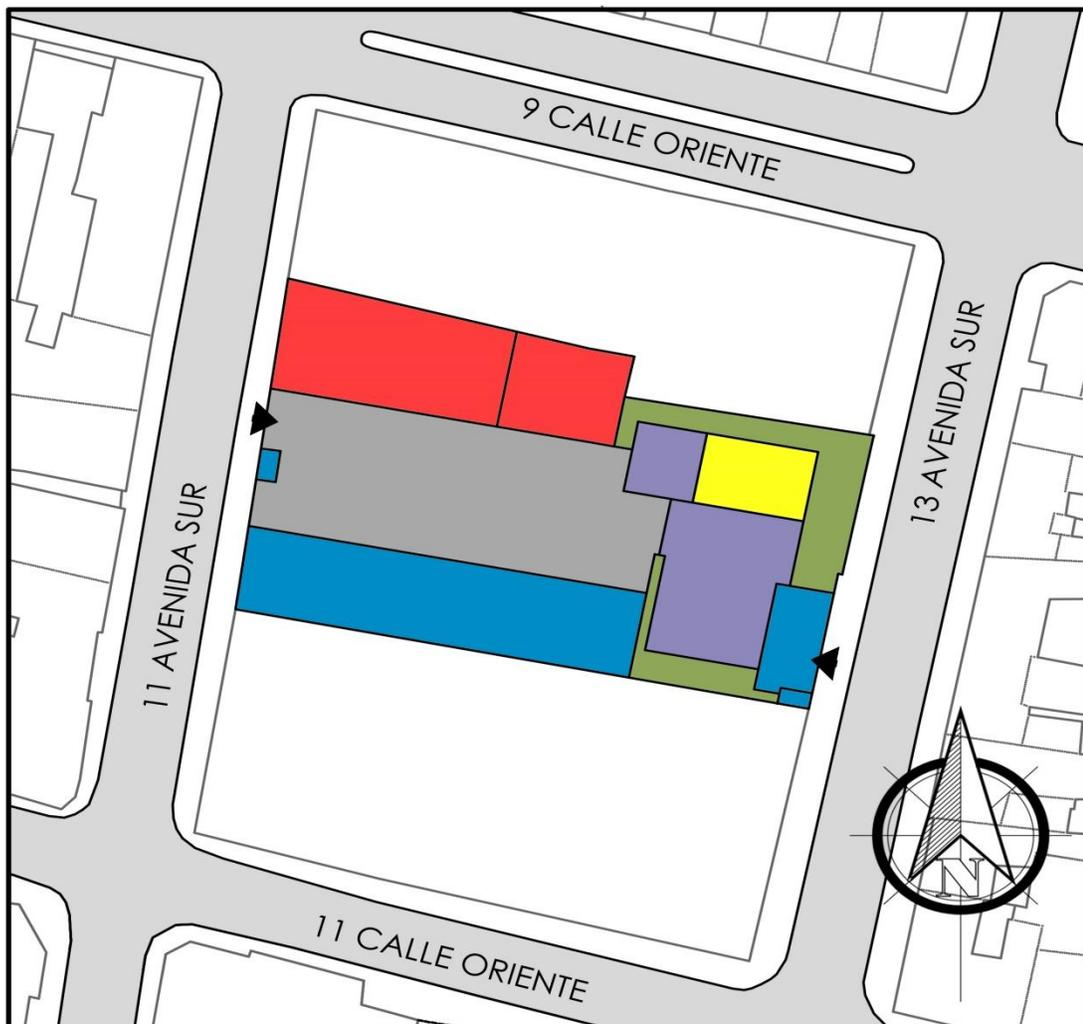 9 CALLE ORIENTE
13 AVENIDA SUR
11 AVENIDA SUR
N
11 CALLE ORIENTE